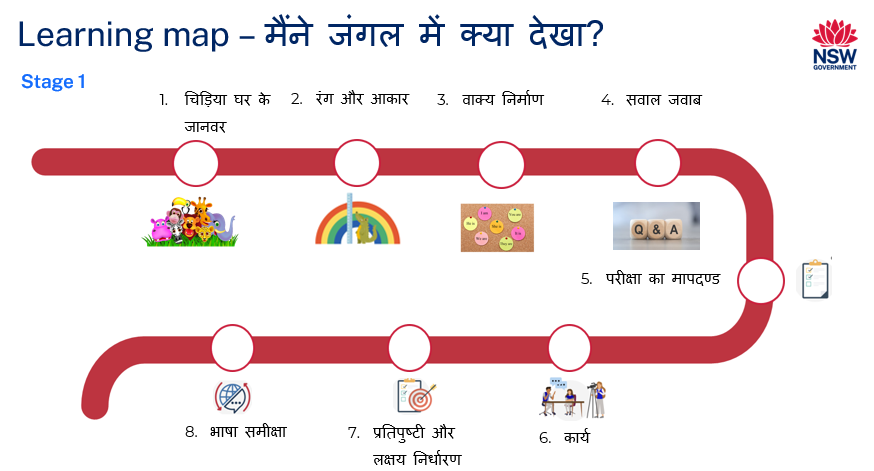 Learning map – मैंने जंगल में क्या देखा?
NSW
GOVERNMENT
Stage 1
1. चिड़िया घर के
जानवर
2. रंग और आकार
3. वाक्य निर्माण
4. सवाल जवाब
Q & A
5. परीक्षा का मापदण्ड
8. भाषा समीक्षा
7. प्रतिपुष्टी और
लक्षय निर्धारण
6. कार्य